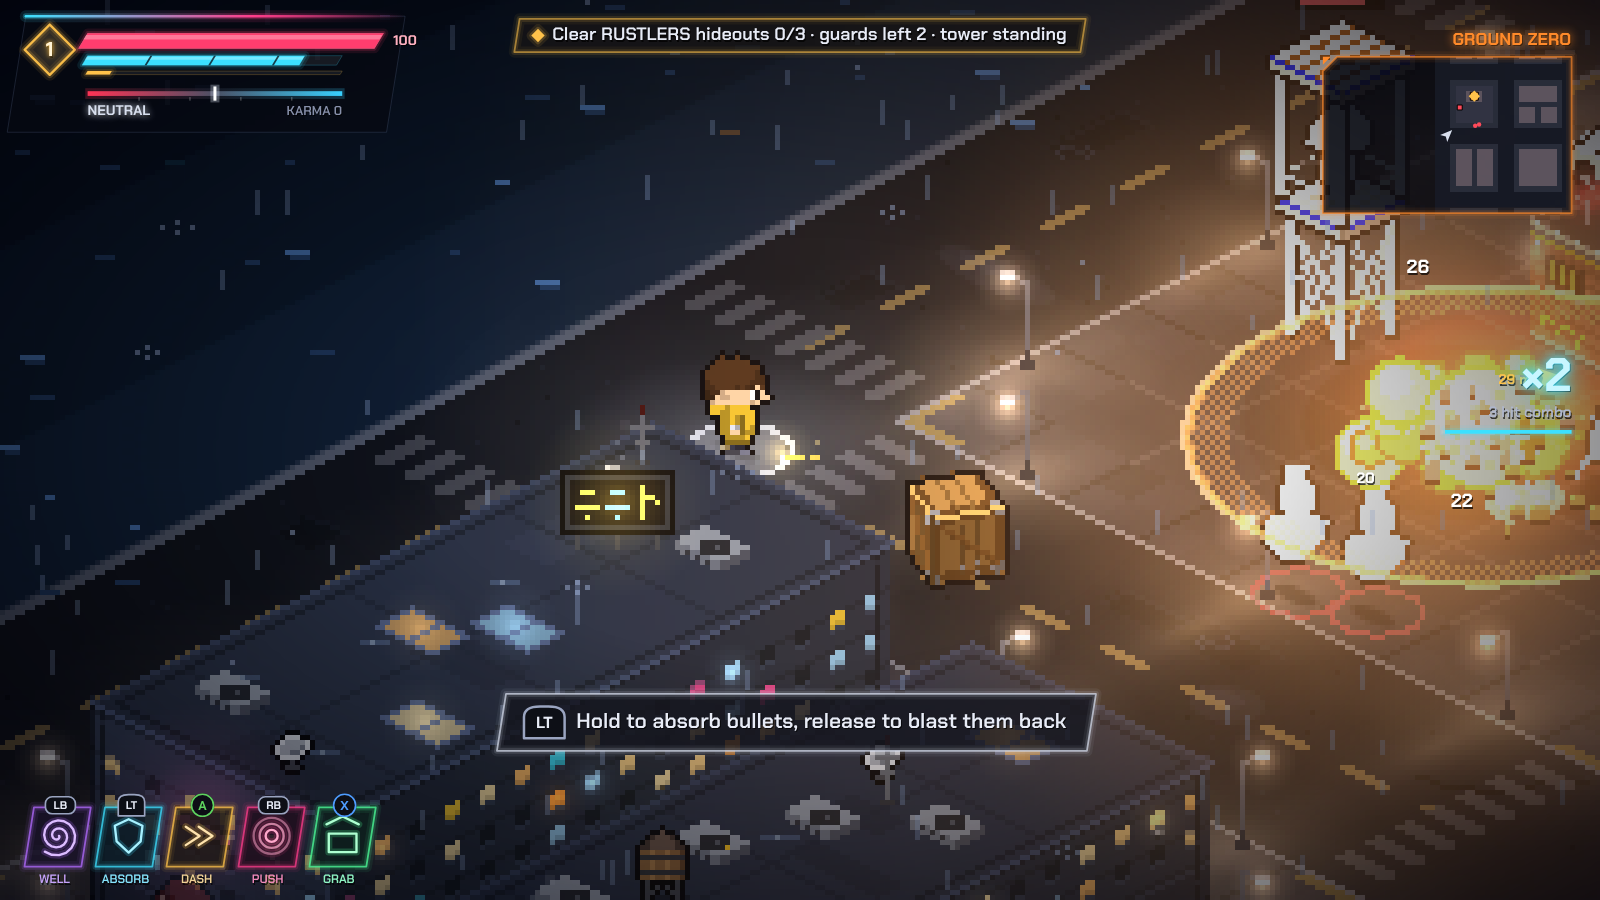 1
100
NEUTRAL
KARMA 0
Clear RUSTLERS hideouts 0/3 · guards left 2 · tower standing
GROUND ZERO
26
×2
3 hit combo
20
22
LT
Hold to absorb bullets, release to blast them back
LB
LT
A
RB
X
WELL
ABSORB
DASH
PUSH
GRAB